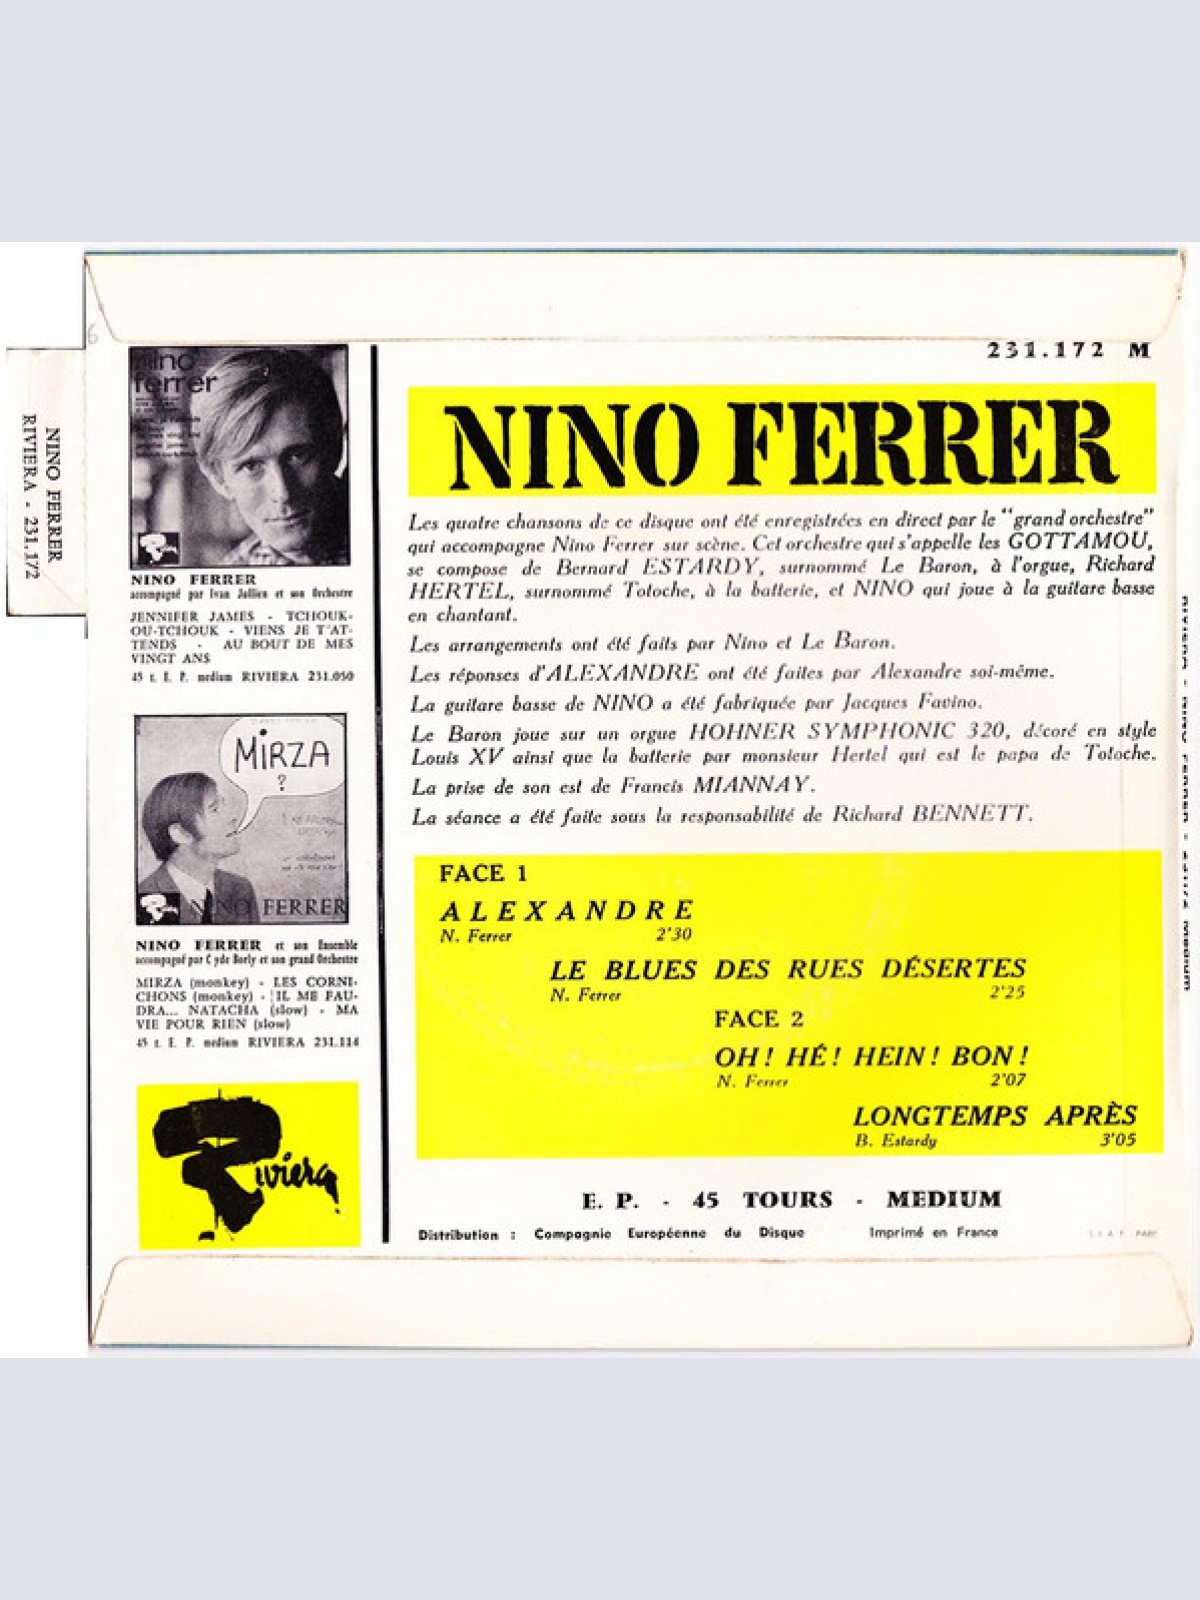 231.172 M
NINO FERRER
RIVIERA - 231.172
nino
ferrer
NINO FERRER
accompagné par Ivan Jullien et son Orchestre
JENNIFER JAMES - TCHOUK-
OU-TCHOUK - VIENS JE T'AT-
TENDS - AU BOUT DE MES
VINGT ANS
45 t. E. P. medium RIVIERA 231.050
MIRZA
?
NINO FERRER
NINO FERRER et son Ensemble
accompagné par C yde Borly et son grand Orchestre
MIRZA (monkey) - LES CORNI-
CHONS (monkey) - IL ME FAU-
DRA... NATACHA (slow) - MA
VIE POUR RIEN (slow)
45 t. E. P. medium RIVIERA 231.114
Riviera
NINO FERRER
Les quatre chansons de ce disque ont été enregistrées en direct par le "grand orchestre"
qui accompagne Nino Ferrer sur scène. Cet orchestre qui s'appelle les GOTTAMOU,
se compose de Bernard ESTARDY, surnommé Le Baron, à l'orgue, Richard
HERTEL, surnommé Totoche, à la batterie, et NINO qui joue à la guitare basse
en chantant.
Les arrangements ont été faits par Nino et Le Baron.
Les réponses d'ALEXANDRE ont été faites par Alexandre soi-même.
La guitare basse de NINO a été fabriquée par Jacques Favino.
Le Baron joue sur un orgue HOHNER SYMPHONIC 320, décoré en style
Louis XV ainsi que la batterie par monsieur Hertel qui est le papa de Totoche.
La prise de son est de Francis MIANNAY.
La séance a été faite sous la responsabilité de Richard BENNETT.
FACE 1
ALEXANDRE
N. Ferrer 2'30
LE BLUES DES RUES DÉSERTES
N. Ferrer 2'25
FACE 2
OH! HÉ! HEIN! BON!
N. Ferrer 2'07
LONGTEMPS APRÈS
B. Estardy 3'05
E. P. - 45 TOURS - MEDIUM
Distribution : Compagnie Européenne du Disque Imprimé en France